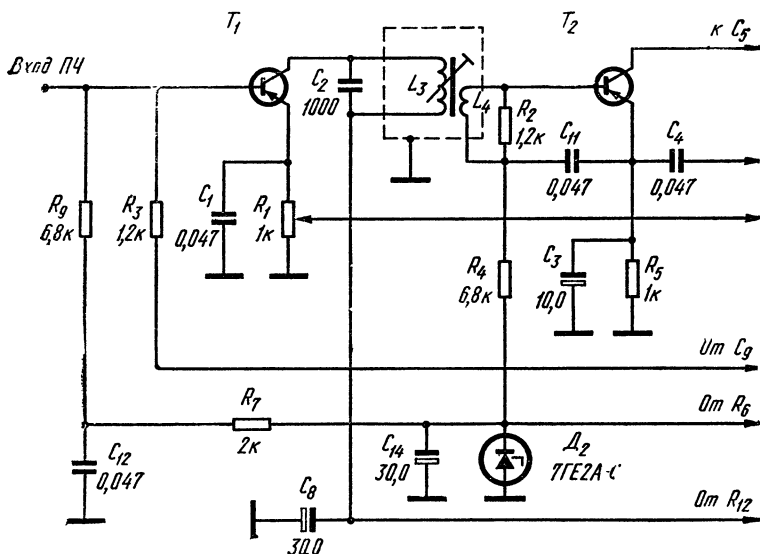 T₁
T₂
к C₅
Вход ПЧ
C₂
1000
L₃
L₄
R₂
1,2к
C₁₁
0,047
C₄
0,047
R₉
6,8к
R₃
1,2к
C₁
0,047
R₁
1к
R₄
6,8к
C₃
10,0
R₅
1к
От C₉
R₇
2к
От R₆
C₁₂
0,047
C₁₄
30,0
Д₂
7ГЕ2А-С
C₈
30,0
От R₁₂